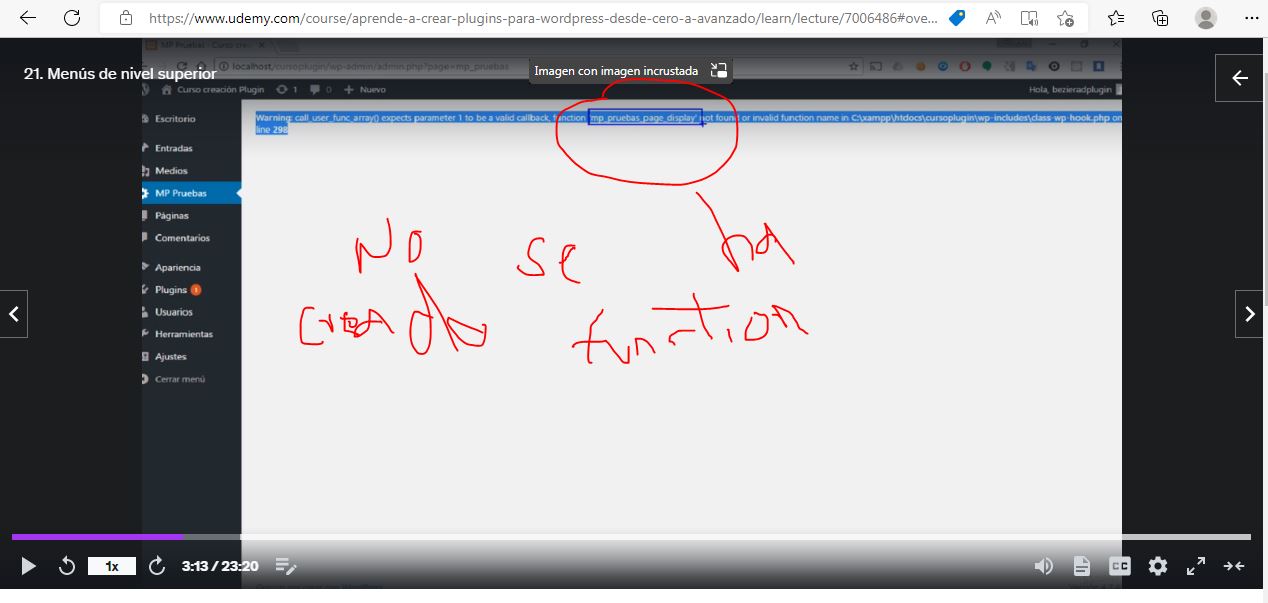 https://www.udemy.com/course/aprende-a-crear-plugins-para-wordpress-desde-cero-a-avanzado/learn/lecture/7006486#ove...
MP Pruebas - Curso crea
21. Menús de nivel superior
localhost/cursoplugin/wp-admin/admin.php?page=mp_pruebas
Imagen con imagen incrustada
Curso creación Plugin 1 0 Nuevo
Hola, bezieradplugin
Warning: call_user_func_array() expects parameter 1 to be a valid callback, function 'mp_pruebas_page_display' not found or invalid function name in C:\xampp\htdocs\cursoplugin\wp-includes\class-wp-hook.php on
line 298
Escritorio
Entradas
Medios
MP Pruebas
Páginas
Comentarios
Apariencia
Plugins 1
Usuarios
Herramientas
Ajustes
Cerrar menú
No se ha
creado function
1x
3:13 / 23:20
CC